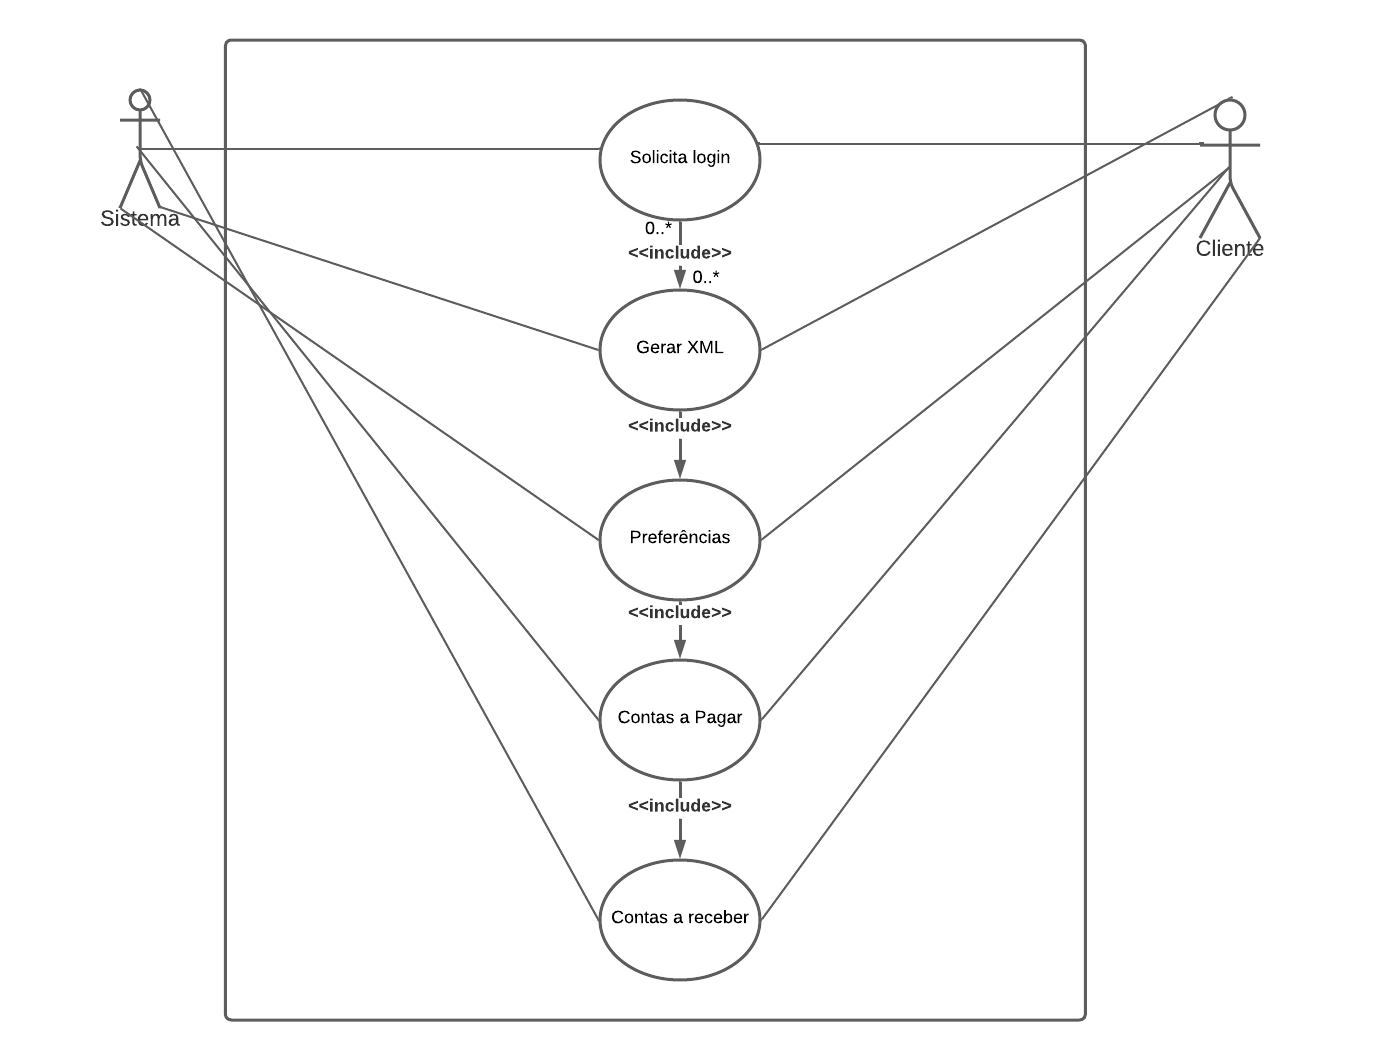 Solicita login
Sistema
0..*
Cliente
<<include>>
0..*
Gerar XML
<<include>>
Preferências
<<include>>
Contas a Pagar
<<include>>
Contas a receber